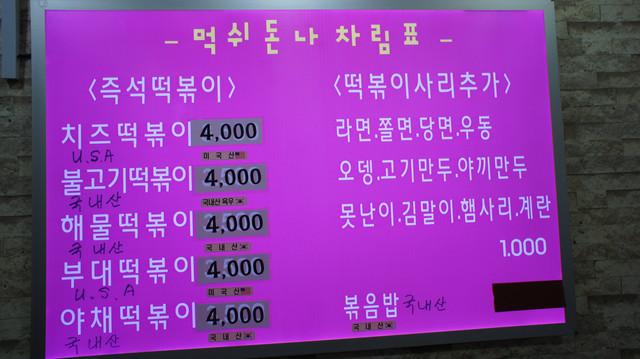 - 먹쉬돈나 차림표 -
<즉석떡볶이>
치즈떡볶이 4,000
U.S.A
미국산
불고기떡볶이 4,000
국내산
국내산 육우
해물떡볶이 4,000
국내산
국내산
부대떡볶이 4,000
U.S.A
미국산
야채떡볶이 4,000
국내산
국내산
<떡볶이사리추가>
라면.쫄면.당면.우동
오뎅.고기만두.야끼만두
못난이.김말이.햄사리.계란
1.000
볶음밥 국내산
국내산